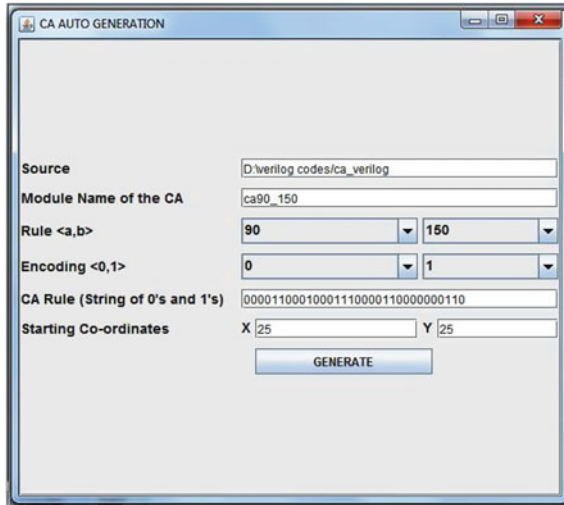 CA AUTO GENERATION
Source D:\verilog codes/ca_verilog
Module Name of the CA ca90_150
Rule <a,b> 90 150
Encoding <0,1> 0 1
CA Rule (String of 0's and 1's) 00001100010001110000110000000110
Starting Co-ordinates X 25 Y 25
GENERATE